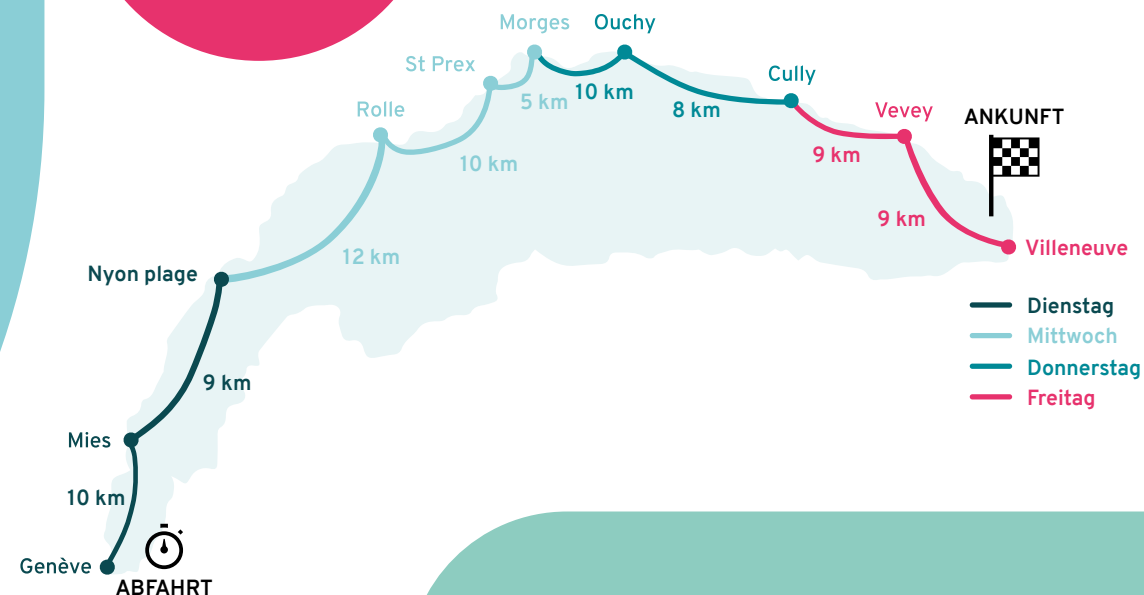 Morges
Ouchy
St Prex
Cully
5 km
10 km
8 km
Rolle
Vevey
ANKUNFT
10 km
9 km
9 km
12 km
Villeneuve
Nyon plage
Dienstag
Mittwoch
Donnerstag
Freitag
9 km
Mies
10 km
Genève
ABFAHRT